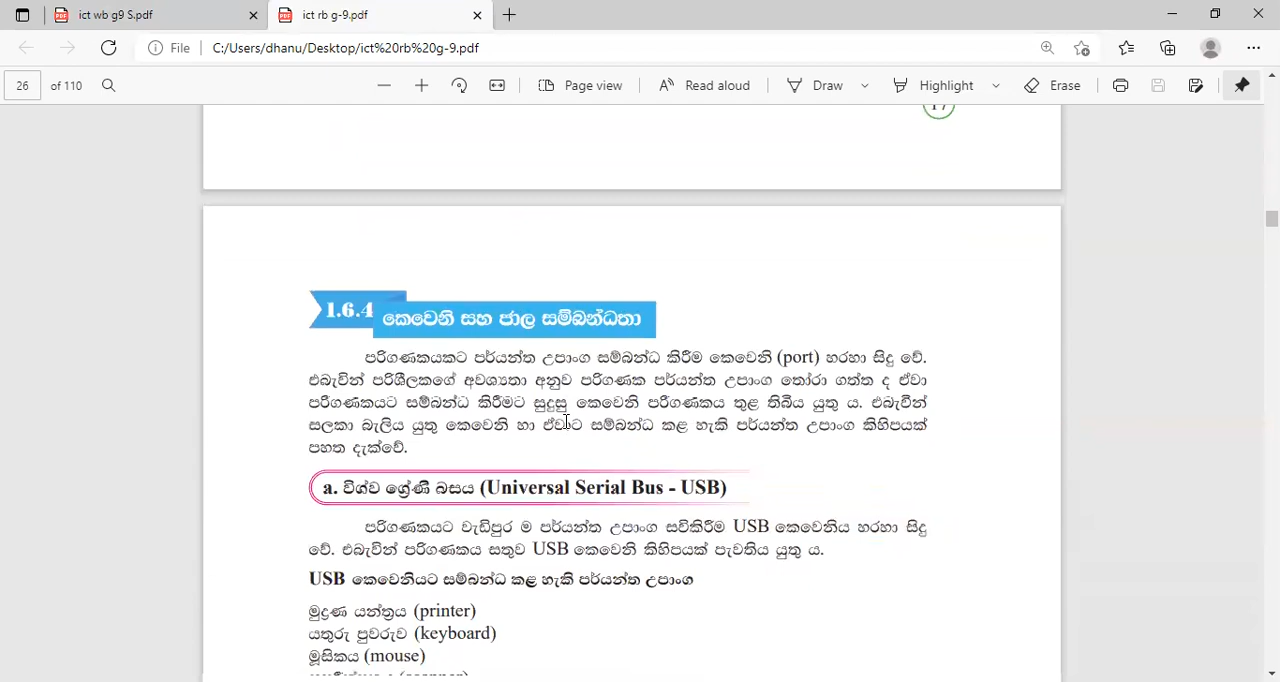 ict wb g9 S.pdf
ict rb g-9.pdf
File
C:/Users/dhanu/Desktop/ict%20rb%20g-9.pdf
26 of 110
Page view
Read aloud
Draw
Highlight
Erase
17
1.6.4 කෙවෙනි සහ ජාල සම්බන්ධතා
පරිගණකයකට පර්යන්ත උපාංග සම්බන්ධ කිරීම කෙවෙනි (port) හරහා සිදු වේ.
එබැවින් පරිශීලකගේ අවශ්‍යතා අනුව පරිගණක පර්යන්ත උපාංග තෝරා ගත්ත ද ඒවා
පරිගණකයට සම්බන්ධ කිරීමට සුදුසු කෙවෙනි පරිගණකය තුළ තිබිය යුතු ය. එබැවින්
සලකා බැලිය යුතු කෙවෙනි හා ඒවාට සම්බන්ධ කළ හැකි පර්යන්ත උපාංග කිහිපයක්
පහත දැක්වේ.
a. විශ්ව ශ්‍රේණි බසය (Universal Serial Bus - USB)
පරිගණකයට වැඩිපුර ම පර්යන්ත උපාංග සවිකිරීම USB කෙවෙනිය හරහා සිදු
වේ. එබැවින් පරිගණකය සතුව USB කෙවෙනි කිහිපයක් පැවතිය යුතු ය.
USB කෙවෙනියට සම්බන්ධ කළ හැකි පර්යන්ත උපාංග
මුද්‍රණ යන්ත්‍රය (printer)
යතුරු පුවරුව (keyboard)
මූසිකය (mouse)